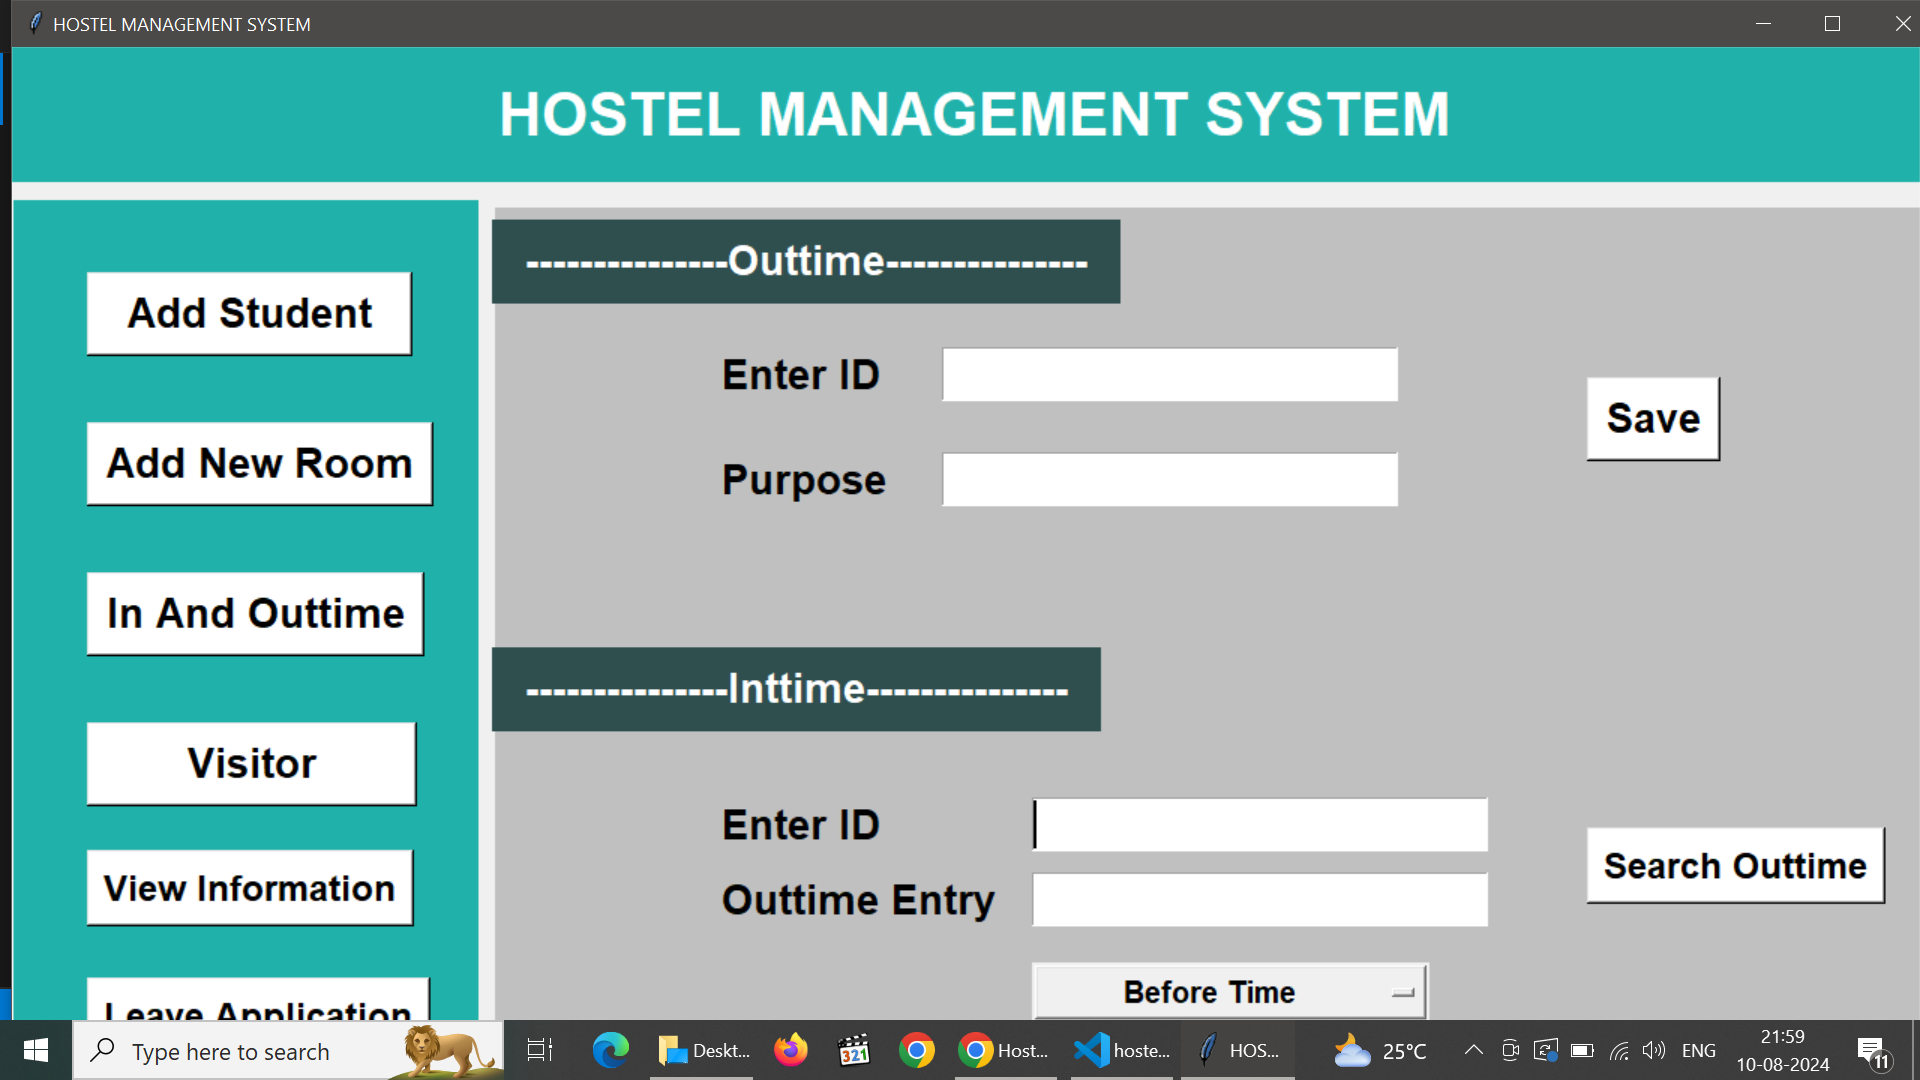 HOSTEL MANAGEMENT SYSTEM
HOSTEL MANAGEMENT SYSTEM
Add Student
Add New Room
In And Outtime
Visitor
View Information
Leave Application
---------------Outtime---------------
Enter ID
Purpose
Save
---------------Inttime---------------
Enter ID
Outtime Entry
Search Outtime
Before Time
Type here to search
Deskt...
321
Host...
hoste...
HOS...
25°C
ENG
21:59
10-08-2024
11